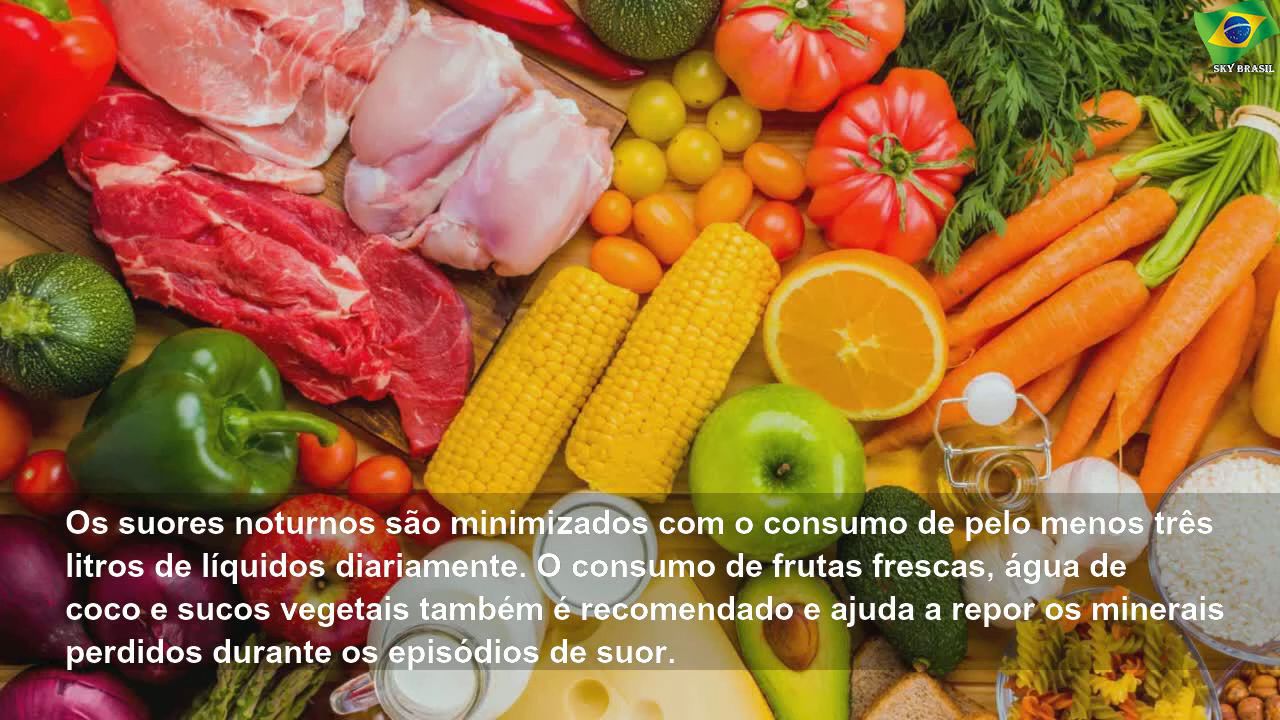 SKY BRASIL
Os suores noturnos são minimizados com o consumo de pelo menos três
litros de líquidos diariamente. O consumo de frutas frescas, água de
coco e sucos vegetais também é recomendado e ajuda a repor os minerais
perdidos durante os episódios de suor.